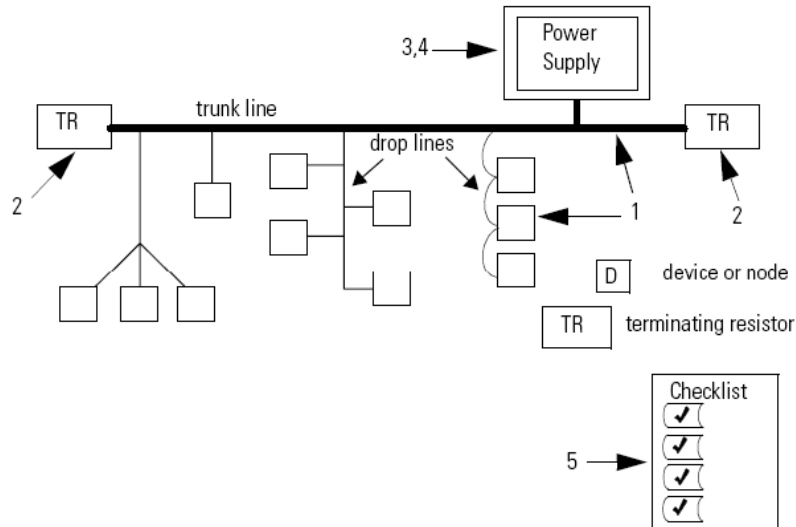 Power
Supply
3,4
trunk line
TR
TR
drop lines
2
1
2
D
device or node
TR
terminating resistor
Checklist
5